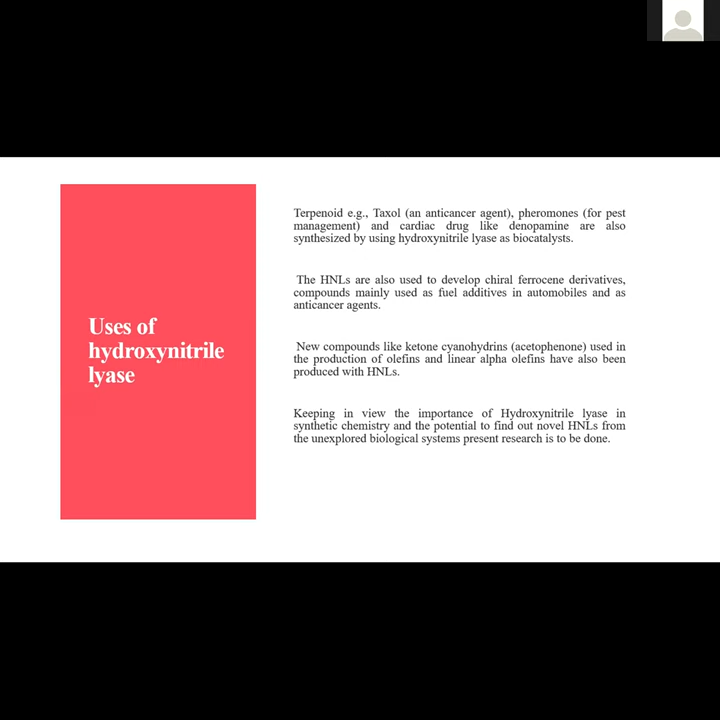 Uses of
hydroxynitrile
lyase
Terpenoid e.g., Taxol (an anticancer agent), pheromones (for pest
management) and cardiac drug like denopamine are also
synthesized by using hydroxynitrile lyase as biocatalysts.
The HNLs are also used to develop chiral ferrocene derivatives,
compounds mainly used as fuel additives in automobiles and as
anticancer agents.
New compounds like ketone cyanohydrins (acetophenone) used in
the production of olefins and linear alpha olefins have also been
produced with HNLs.
Keeping in view the importance of Hydroxynitrile lyase in
synthetic chemistry and the potential to find out novel HNLs from
the unexplored biological systems present research is to be done.